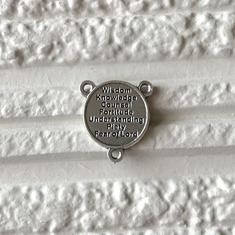 Wisdom
Knowledge
Counsel
Fortitude
Understanding
Piety
Fear of Lord